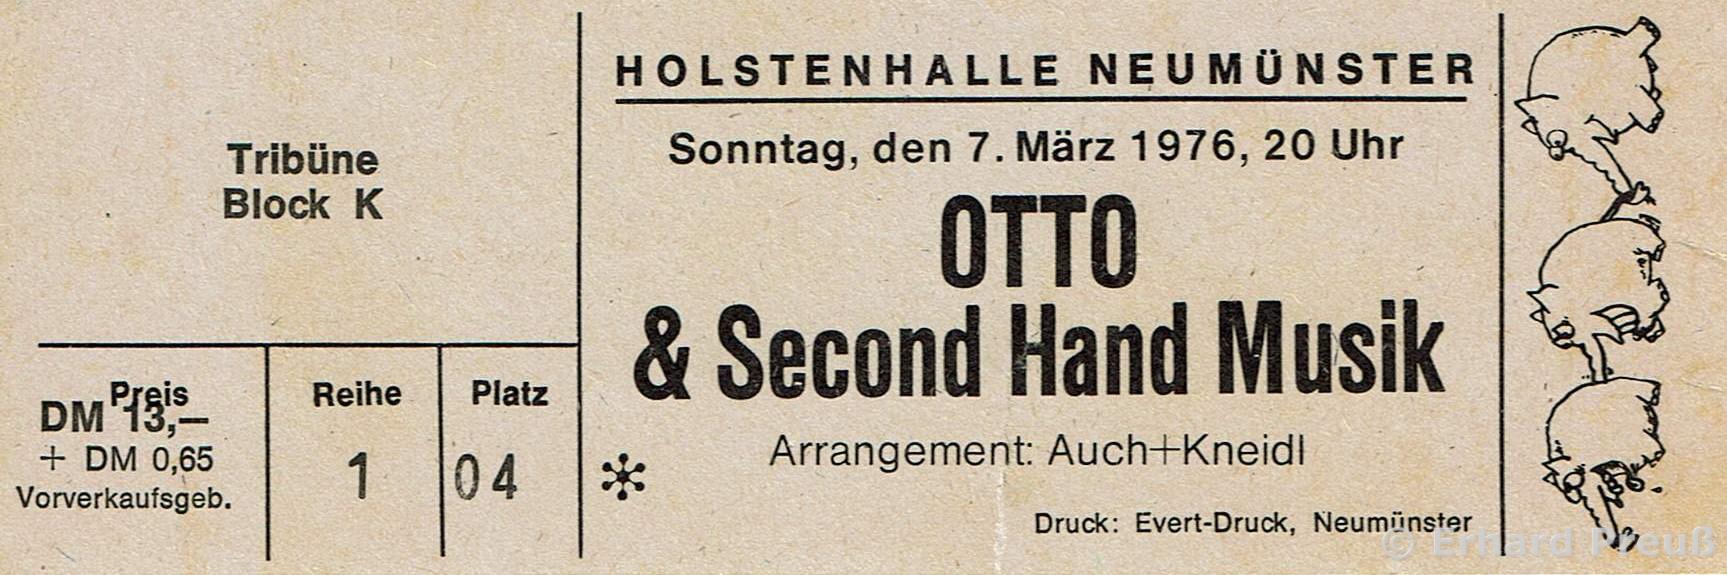 Tribüne
Block K
Preis
DM 13,—
+ DM 0,65
Vorverkaufsgeb.
Reihe
1
Platz
04
HOLSTENHALLE NEUMÜNSTER
Sonntag, den 7. März 1976, 20 Uhr
OTTO
& Second Hand Musik
Arrangement: Auch+Kneidl
Druck: Evert-Druck, Neumünster
© Erhard Preuß